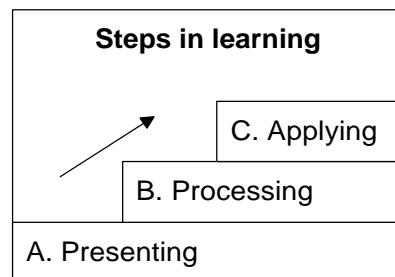 Steps in learning
C. Applying
B. Processing
A. Presenting